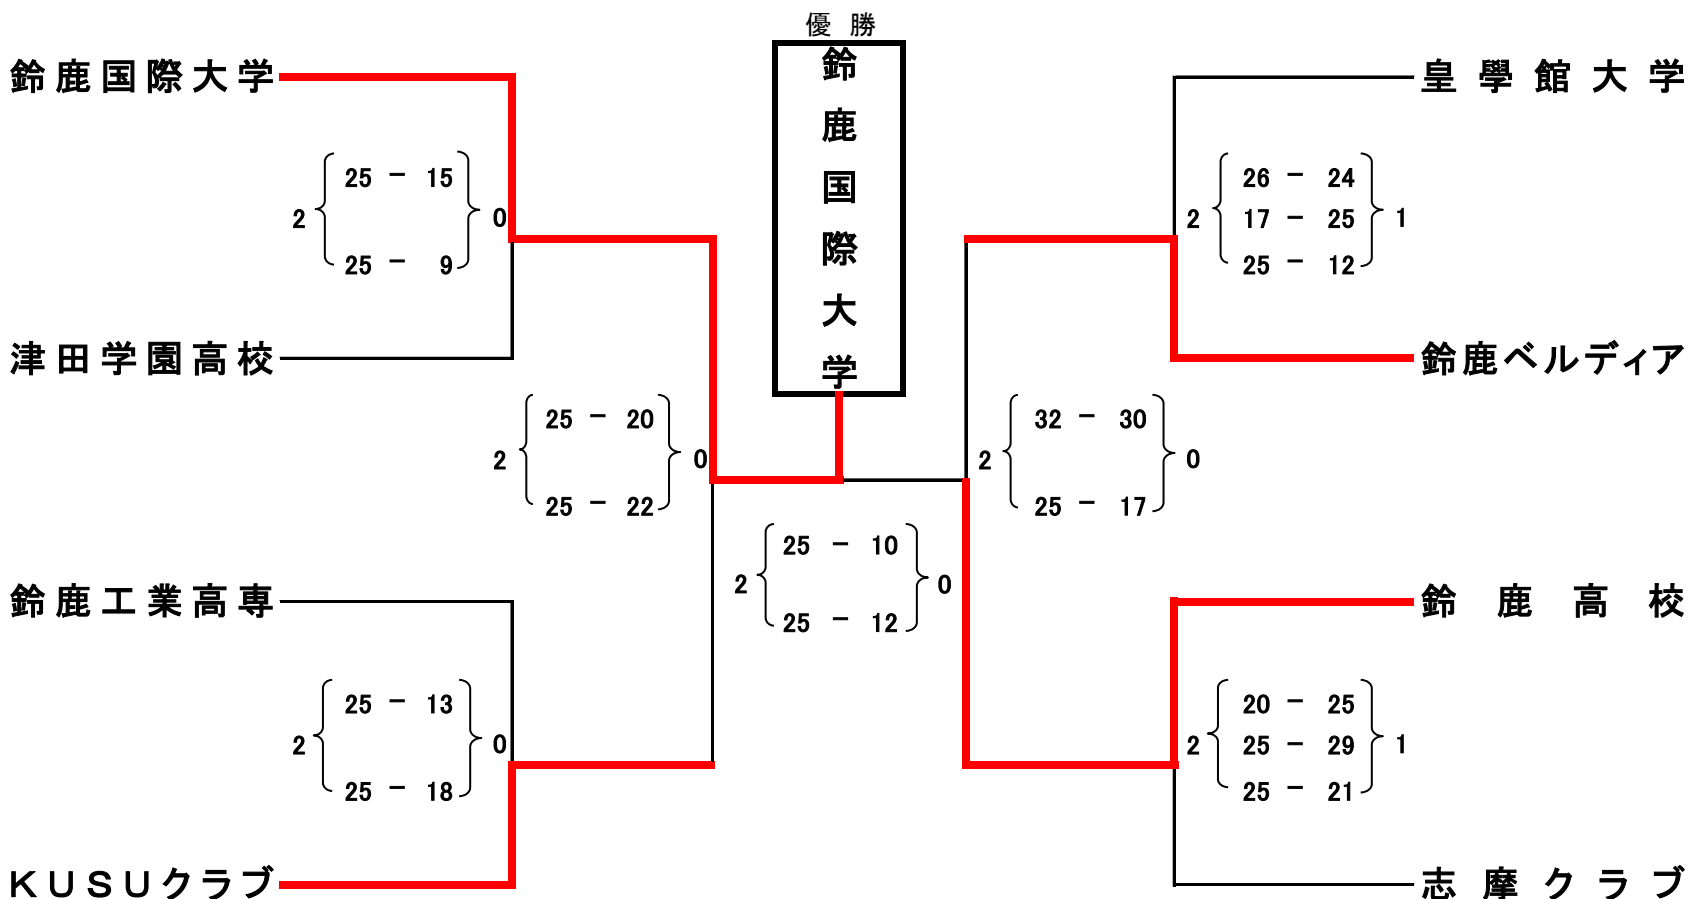 優勝
鈴鹿国際大学
鈴鹿国際大学
皇學館大学
25 － 15
2 0
25 － 9
26 － 24
2 17 － 25 1
25 － 12
津田学園高校
鈴鹿ベルディア
25 － 20
2 0
25 － 22
32 － 30
2 0
25 － 17
25 － 10
2 0
25 － 12
鈴鹿工業高専
鈴鹿高校
25 － 13
2 0
25 － 18
20 － 25
2 25 － 29 1
25 － 21
ＫＵＳＵクラブ
志摩クラブ